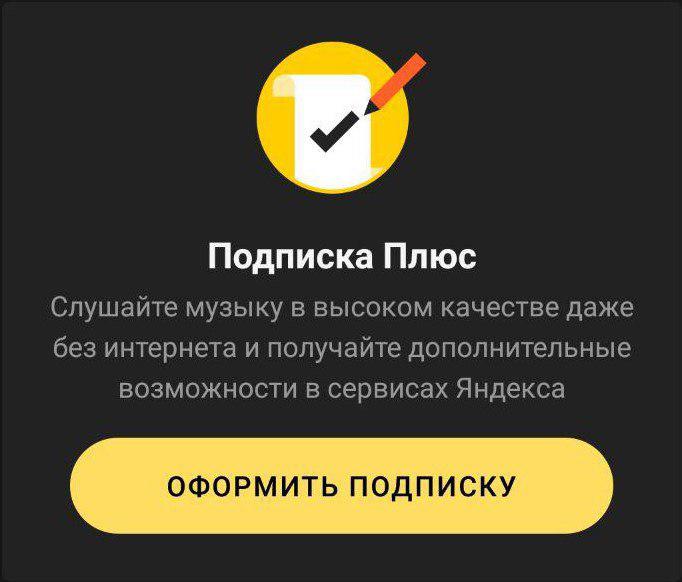 Подписка Плюс
Слушайте музыку в высоком качестве даже
без интернета и получайте дополнительные
возможности в сервисах Яндекса
ОФОРМИТЬ ПОДПИСКУ